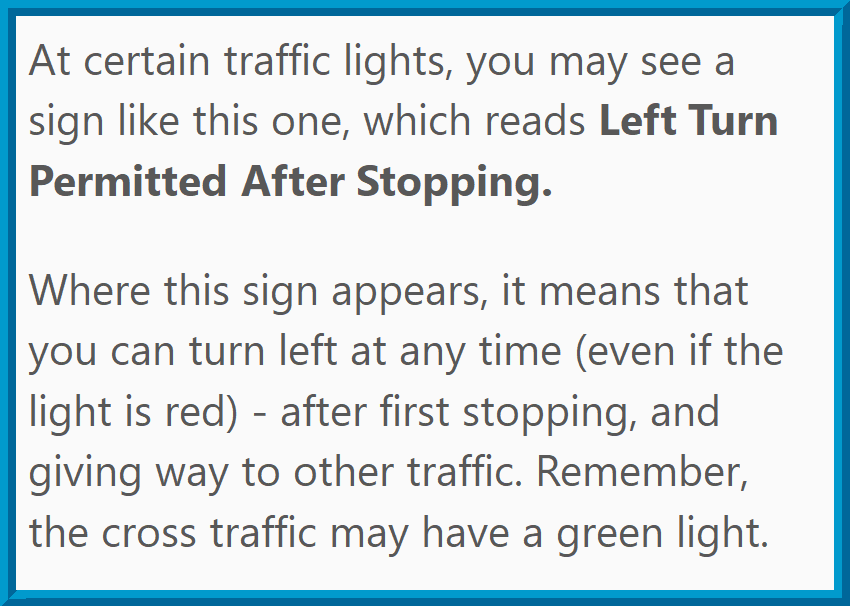 At certain traffic lights, you may see a
sign like this one, which reads Left Turn
Permitted After Stopping.
Where this sign appears, it means that
you can turn left at any time (even if the
light is red) - after first stopping, and
giving way to other traffic. Remember,
the cross traffic may have a green light.